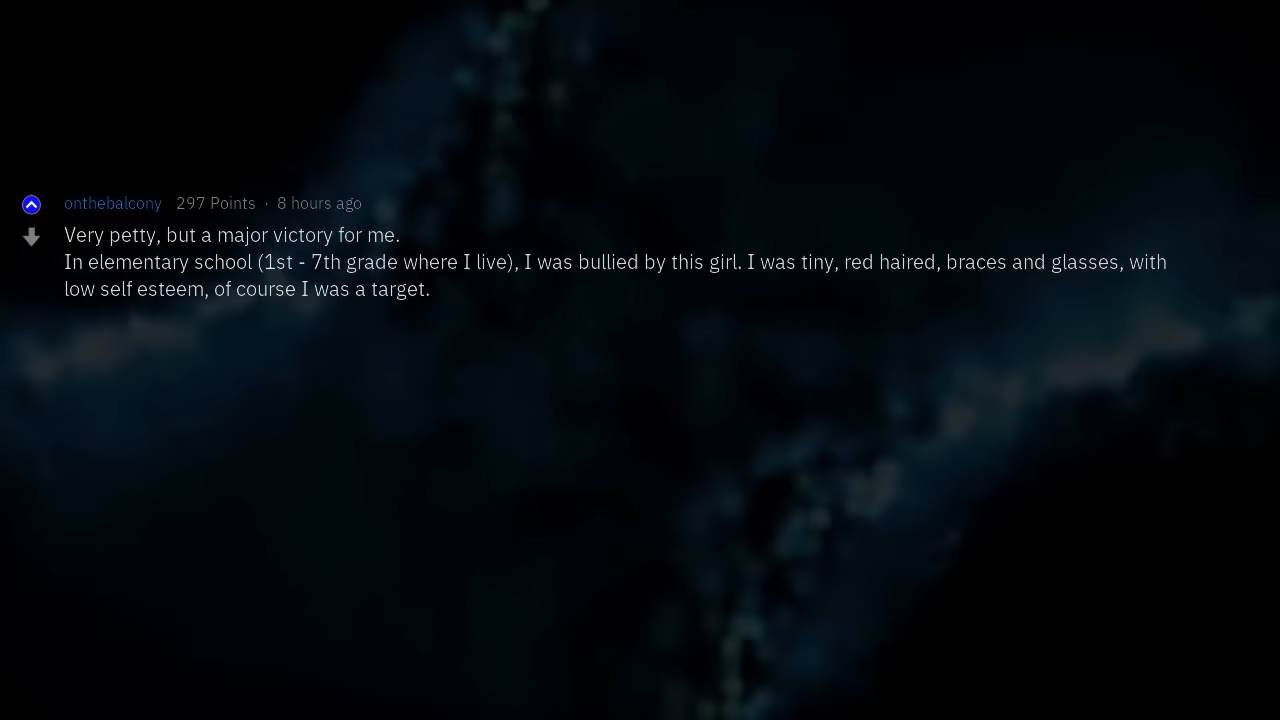 onthebalcony 297 Points · 8 hours ago
Very petty, but a major victory for me.
In elementary school (1st - 7th grade where I live), I was bullied by this girl. I was tiny, red haired, braces and glasses, with
low self esteem, of course I was a target.